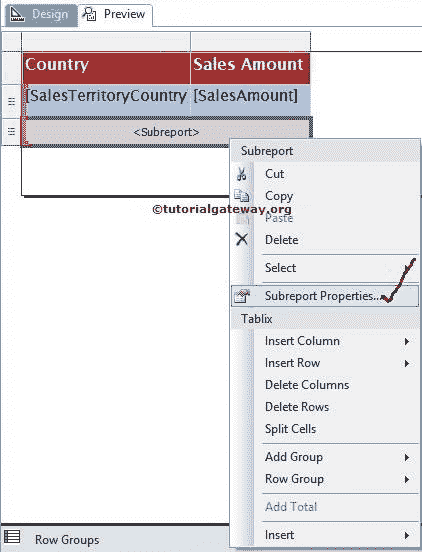 Design Preview
Country Sales Amount
[SalesTerritoryCountry [SalesAmount]
<Subreport>
Subreport
Cut
Copy
©tutorialgateway.org
Paste
Delete
Select
Subreport Properties...
Tablix
Insert Column
Insert Row
Delete Columns
Delete Rows
Split Cells
Add Group
Row Group
Add Total
Insert
Row Groups